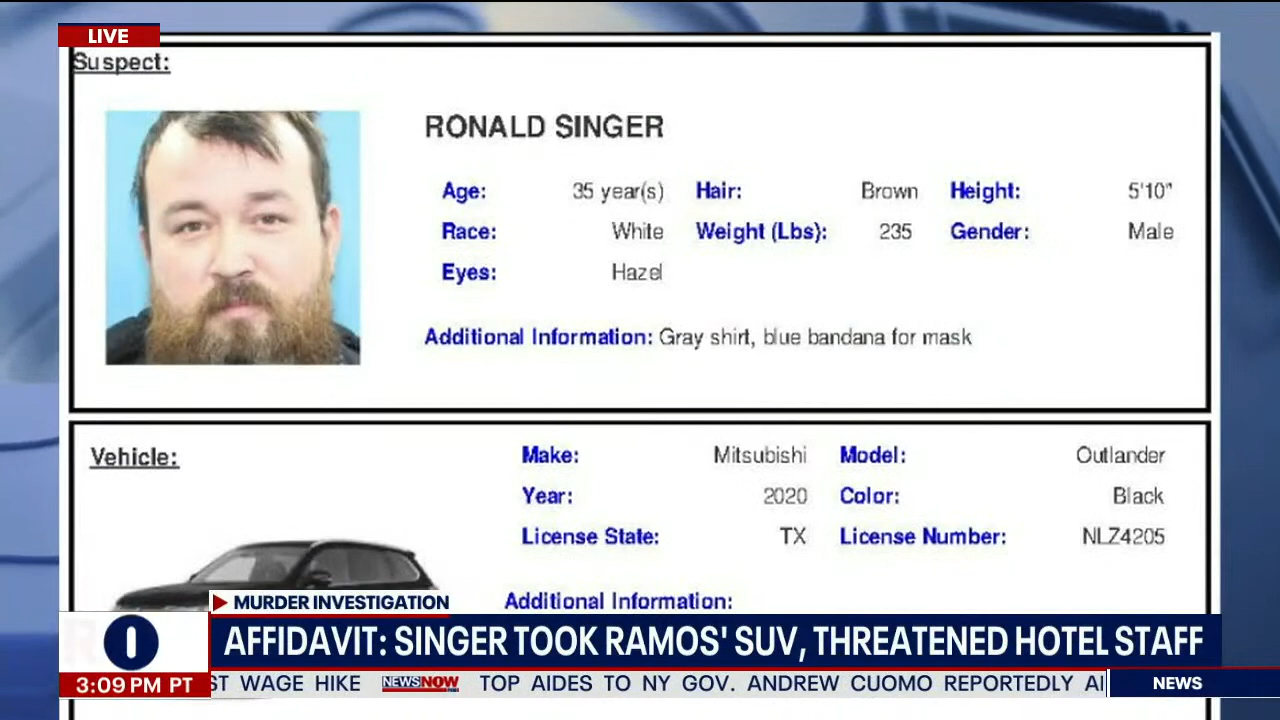 LIVE
Suspect:
RONALD SINGER
Age: 35 year(s) Hair: Brown Height: 5'10"
Race: White Weight (Lbs): 235 Gender: Male
Eyes: Hazel
Additional Information: Gray shirt, blue bandana for mask
Vehicle:
Make: Mitsubishi Model: Outlander
Year: 2020 Color: Black
License State: TX License Number: NLZ4205
Additional Information:
MURDER INVESTIGATION
AFFIDAVIT: SINGER TOOK RAMOS' SUV, THREATENED HOTEL STAFF
3:09 PM PT ST WAGE HIKE NEWSNOW TOP AIDES TO NY GOV. ANDREW CUOMO REPORTEDLY NEWS